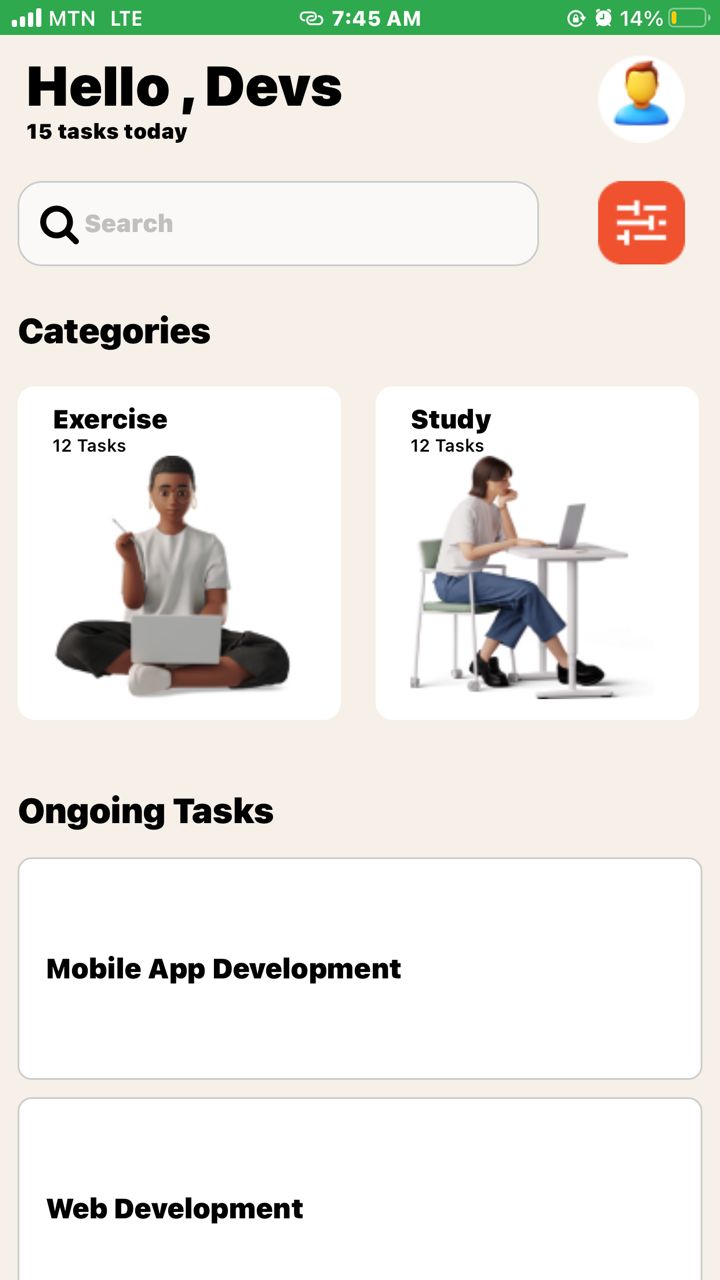 MTN LTE 7:45 AM 14%
Hello , Devs
15 tasks today
Search
Categories
Exercise
12 Tasks
Study
12 Tasks
Ongoing Tasks
Mobile App Development
Web Development